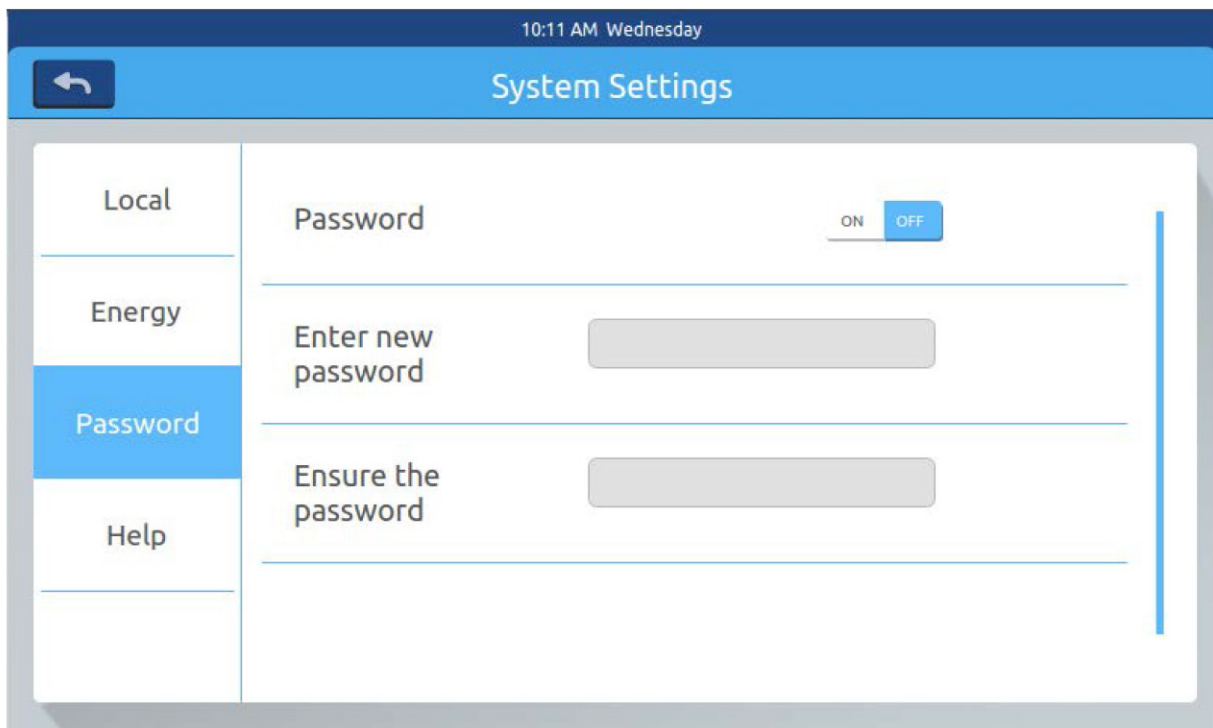 10:11 AM Wednesday
System Settings
Local
Energy
Password
Help
Password
ON
OFF
Enter new
password
Ensure the
password